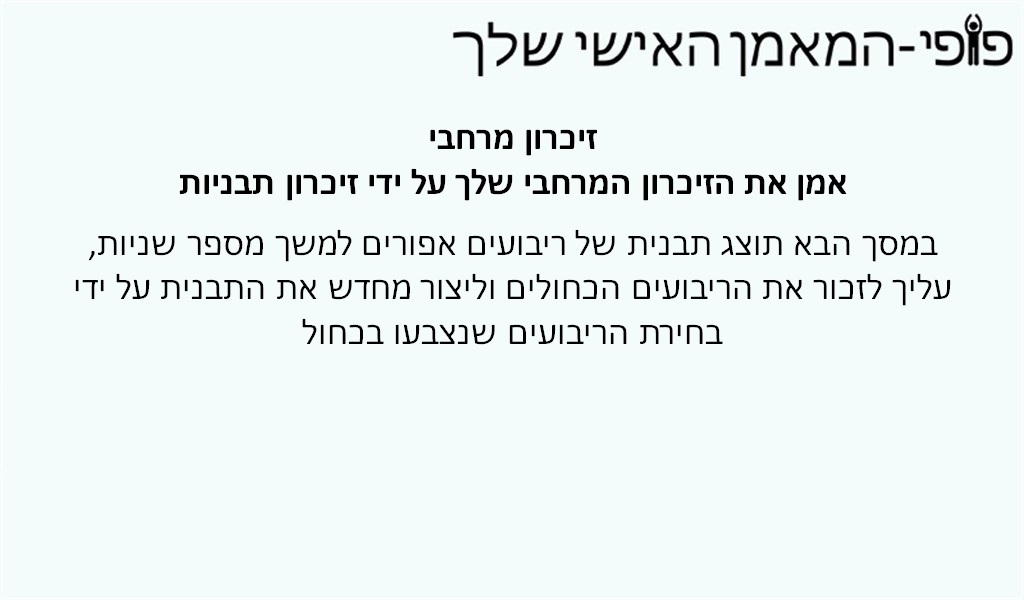 פופי-המאמן האישי שלך
זיכרון מרחבי
אמן את הזיכרון המרחבי שלך על ידי זיכרון תבניות
במסך הבא תוצג תבנית של ריבועים אפורים למשך מספר שניות,
עליך לזכור את הריבועים הכחולים וליצור מחדש את התבנית על ידי
בחירת הריבועים שנצבעו בכחול